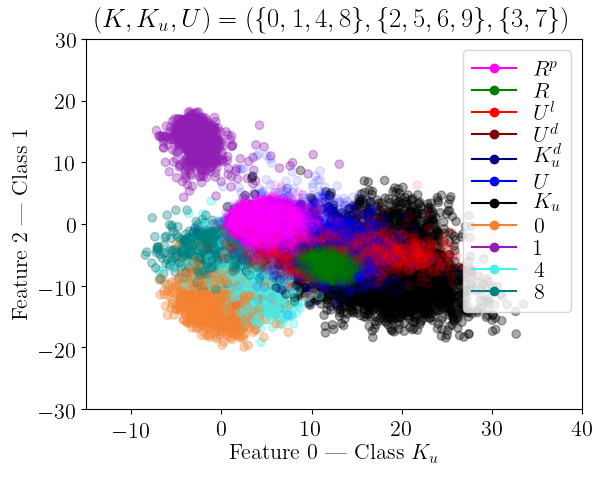 (K, K_u, U) = ({0, 1, 4, 8}, {2, 5, 6, 9}, {3, 7})
30
20
10
0
−10
−20
−30
Feature 2 — Class 1
R^p
R
U^l
U^d
K_u^d
U
K_u
0
1
4
8
−10 0 10 20 30 40
Feature 0 — Class K_u